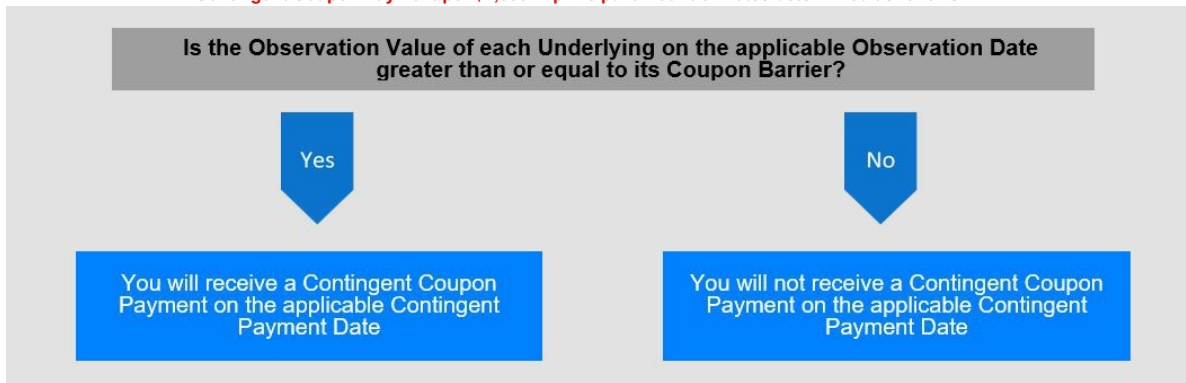 Is the Observation Value of each Underlying on the applicable Observation Date
greater than or equal to its Coupon Barrier?
Yes
No
You will receive a Contingent Coupon
Payment on the applicable Contingent
Payment Date
You will not receive a Contingent Coupon
Payment on the applicable Contingent
Payment Date